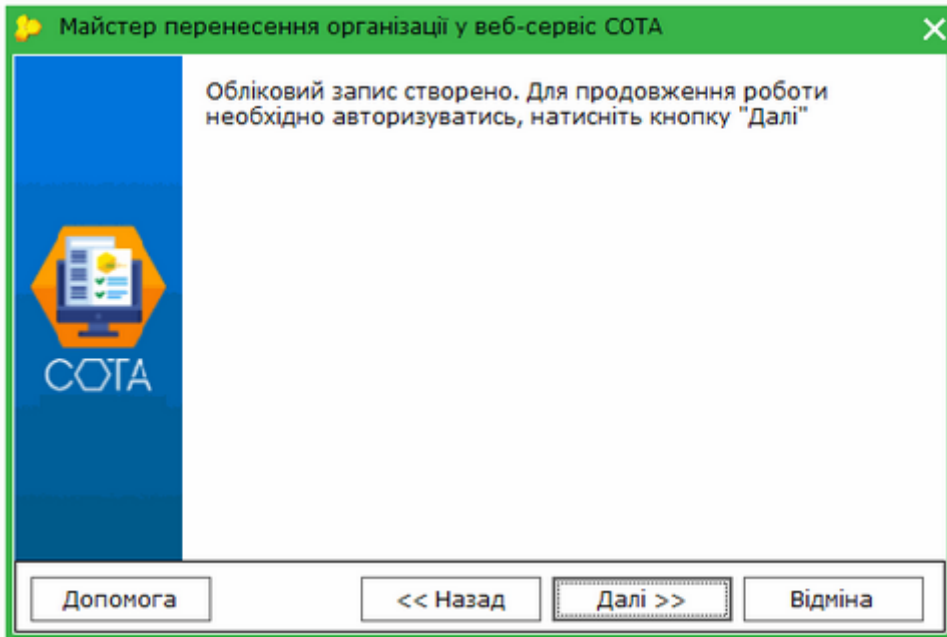 Майстер перенесення організації у веб-сервіс СОТА
Обліковий запис створено. Для продовження роботи
необхідно авторизуватись, натисніть кнопку "Далі"
СОТА
Допомога
<< Назад
Далі >>
Відміна